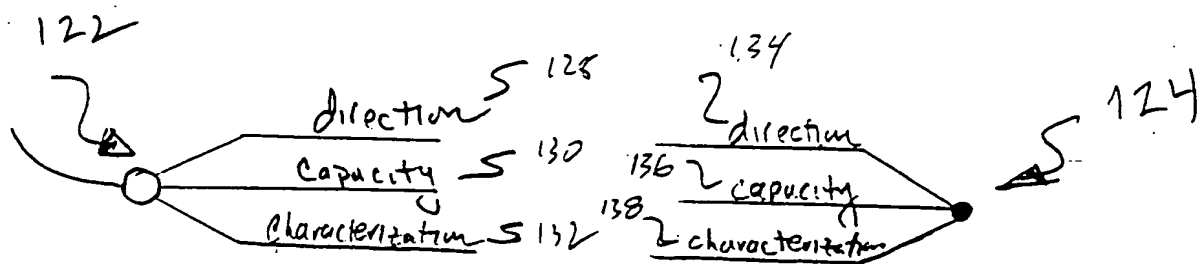 122
134
direction 128
124
direction
capacity 130
136 capacity
characterization 132
138 characterization